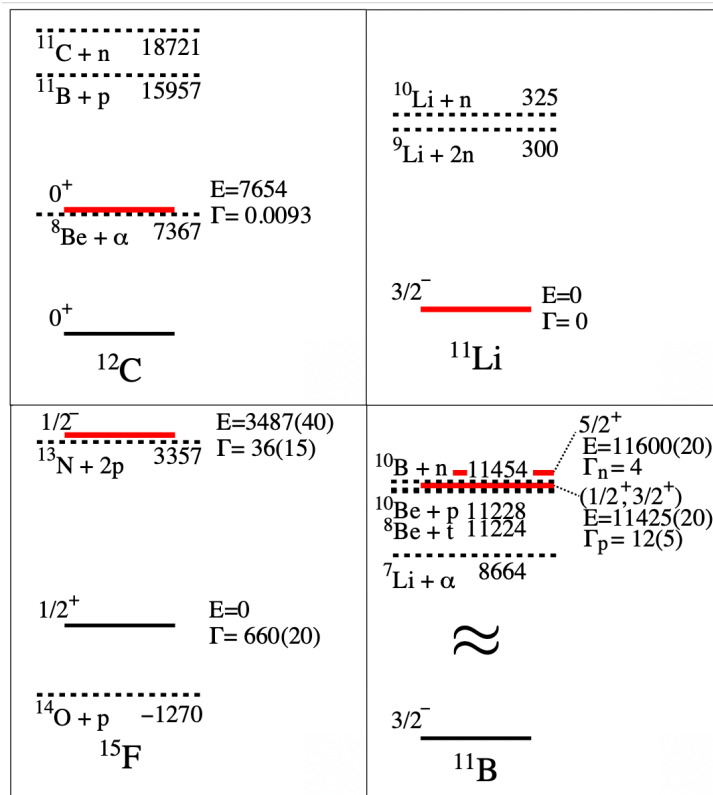 ¹¹C + n 18721
¹¹B + p 15957
0⁺
E=7654
Γ= 0.0093
⁸Be + α 7367
0⁺
¹²C
¹⁰Li + n 325
⁹Li + 2n 300
3/2⁻
E=0
Γ= 0
¹¹Li
1/2⁻
E=3487(40)
Γ= 36(15)
¹³N + 2p 3357
1/2⁺
E=0
Γ= 660(20)
¹⁴O + p −1270
¹⁵F
5/2⁺
E=11600(20)
Γₙ = 4
¹⁰B + n 11454
(1/2⁺,3/2⁺)
E=11425(20)
Γₚ = 12(5)
¹⁰Be + p 11228
⁸Be + t 11224
⁷Li + α 8664
≈
3/2⁻
¹¹B